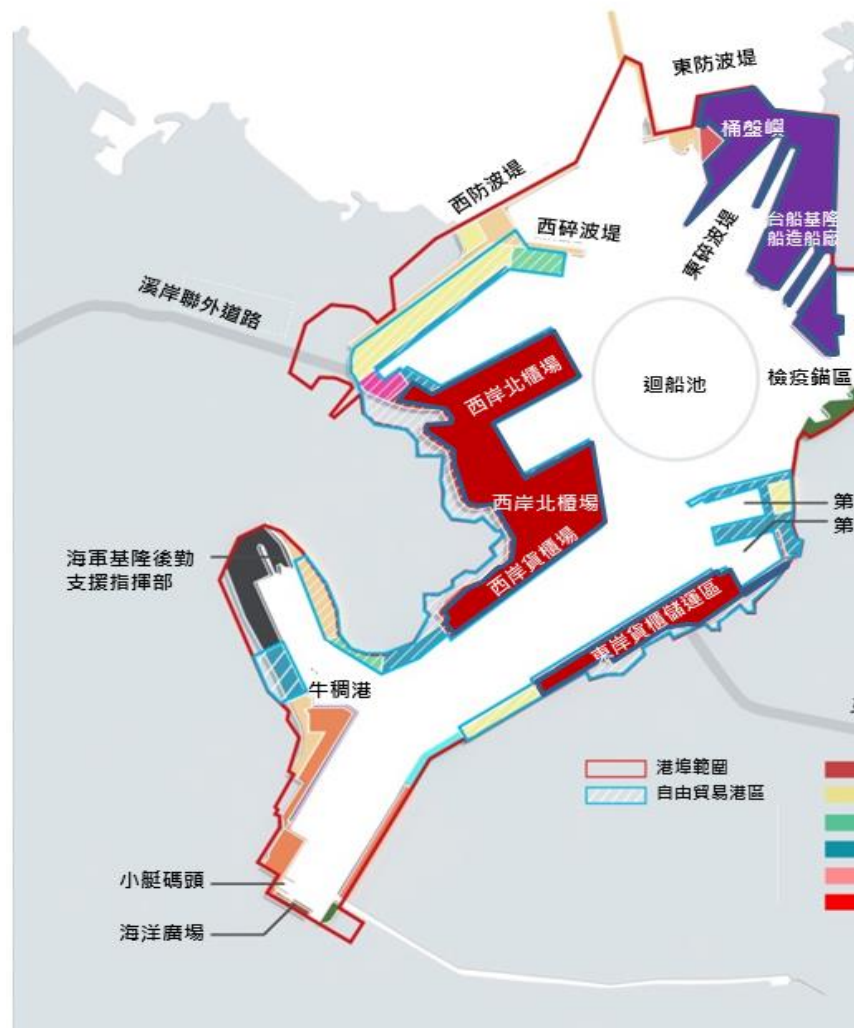 東防波堤
桶盤嶼
西防波堤
西碎波堤
東碎波堤
台船基隆
船造船廠
溪岸聯外道路
西岸北櫃場
迴船池
檢疫錨區
西岸北櫃場
第
第
西岸貨櫃場
海軍基隆後勤
支援指揮部
東岸貨櫃儲運區
牛稠港
港埠範圍
自由貿易港區
小艇碼頭
海洋廣場